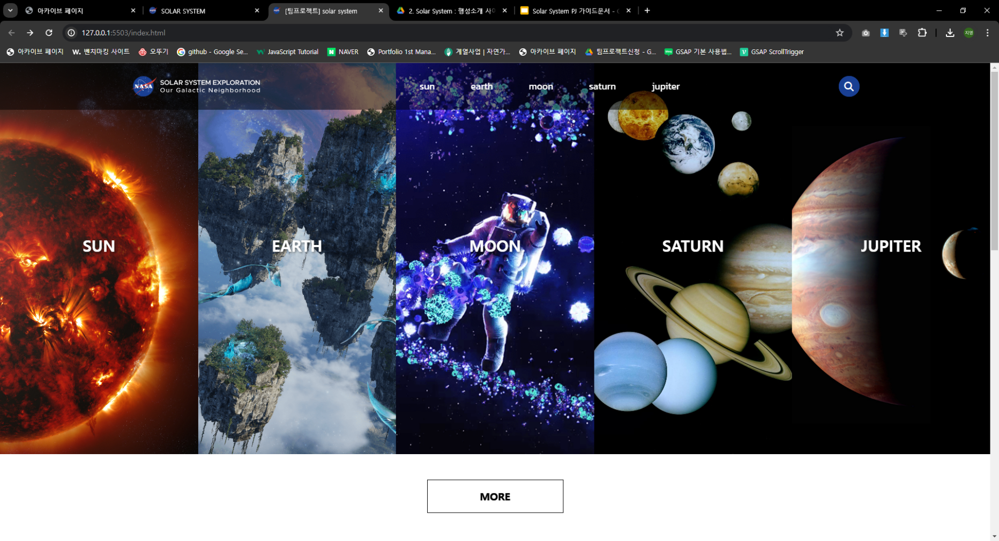 아카이브 페이지
SOLAR SYSTEM
[팀프로젝트] solar system
2. Solar System : 행성소개 사이
Solar System PJ 가이드문서 -
127.0.0.1:5503/index.html
지영
아카이브 페이지
W. 벤치마킹 사이트
오뚜기
github - Google Se...
JavaScript Tutorial
N NAVER
Portfolio 1st Mana...
계열사업 | 자연가...
아카이브 페이지
팀프로젝트신청 - G...
GSAP 기본 사용법...
GSAP ScrollTrigger
NASA
SOLAR SYSTEM EXPLORATION
Our Galactic Neighborhood
sun
earth
moon
saturn
jupiter
SUN
EARTH
MOON
SATURN
JUPITER
MORE